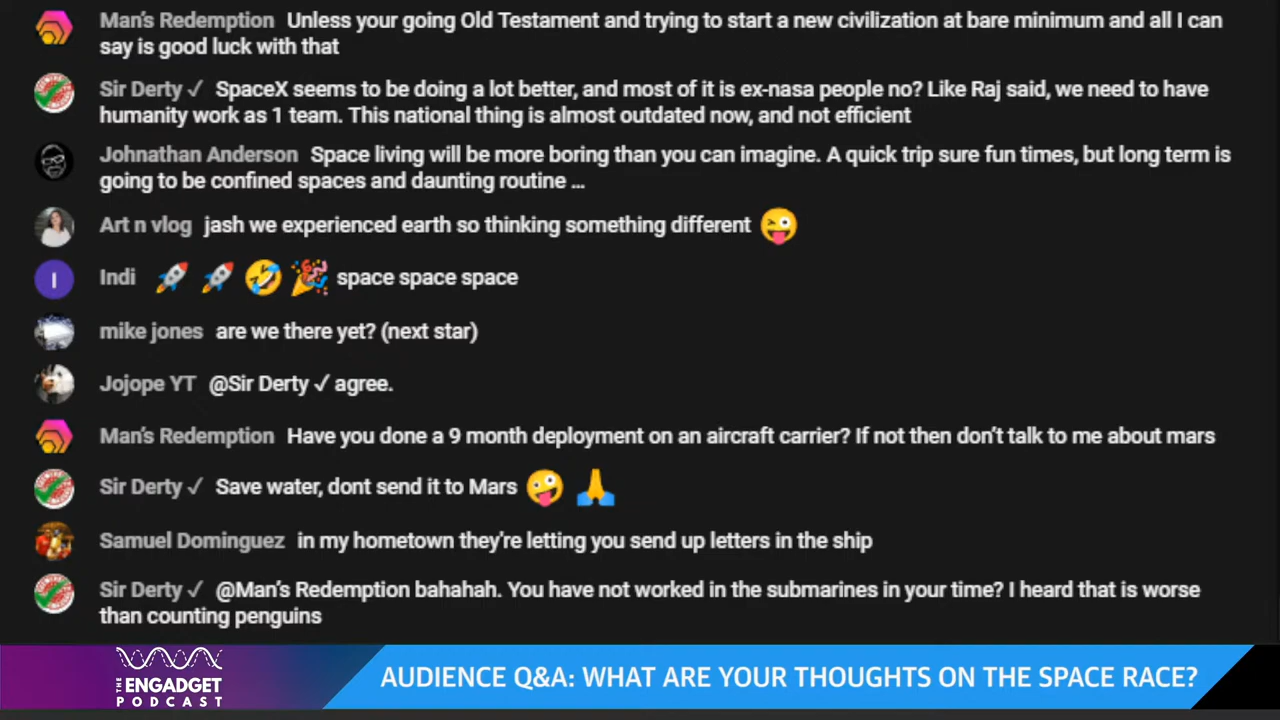 Man's Redemption Unless your going Old Testament and trying to start a new civilization at bare minimum and all I can
say is good luck with that
Sir Derty ✓ SpaceX seems to be doing a lot better, and most of it is ex-nasa people no? Like Raj said, we need to have
humanity work as 1 team. This national thing is almost outdated now, and not efficient
Johnathan Anderson Space living will be more boring than you can imagine. A quick trip sure fun times, but long term is
going to be confined spaces and daunting routine ...
Art n vlog jash we experienced earth so thinking something different 😜
I Indi 🚀 🚀 🤣 🎉 space space space
mike jones are we there yet? (next star)
Jojope YT @Sir Derty ✓ agree.
Man's Redemption Have you done a 9 month deployment on an aircraft carrier? If not then don't talk to me about mars
Sir Derty ✓ Save water, dont send it to Mars 🤪 🙏
Samuel Dominguez in my hometown they're letting you send up letters in the ship
Sir Derty ✓ @Man's Redemption bahahah. You have not worked in the submarines in your time? I heard that is worse
than counting penguins
THE ENGADGET
PODCAST
AUDIENCE Q&A: WHAT ARE YOUR THOUGHTS ON THE SPACE RACE?